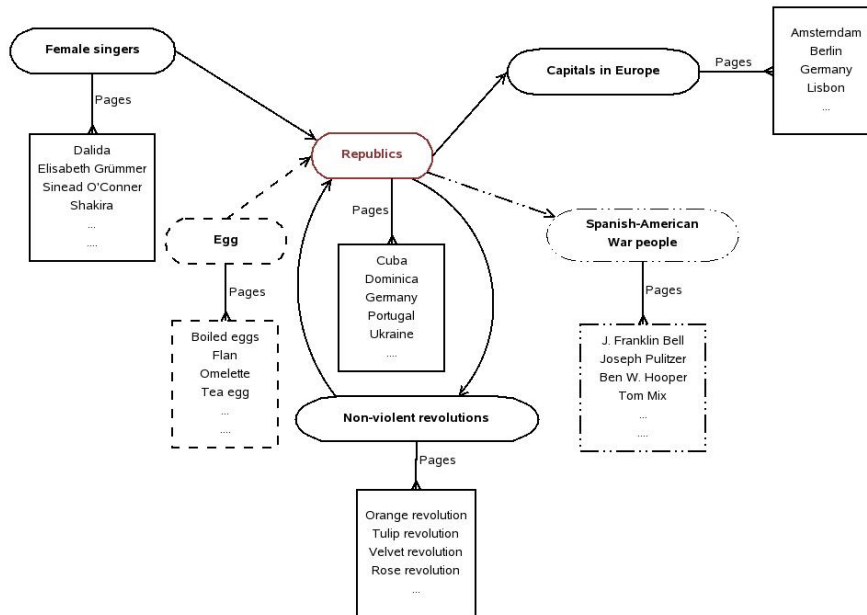 Female singers
Pages
Dalida
Elisabeth Grümmer
Sinead O'Conner
Shakira
...
....
Egg
Pages
Boiled eggs
Flan
Omelette
Tea egg
...
....
Republics
Pages
Cuba
Dominica
Germany
Portugal
Ukraine
....
Non-violent revolutions
Pages
Orange revolution
Tulip revolution
Velvet revolution
Rose revolution
...
Capitals in Europe
Pages
Amsterndam
Berlin
Germany
Lisbon
...
Spanish-American
War people
Pages
J. Franklin Bell
Joseph Pulitzer
Ben W. Hooper
Tom Mix
...
....